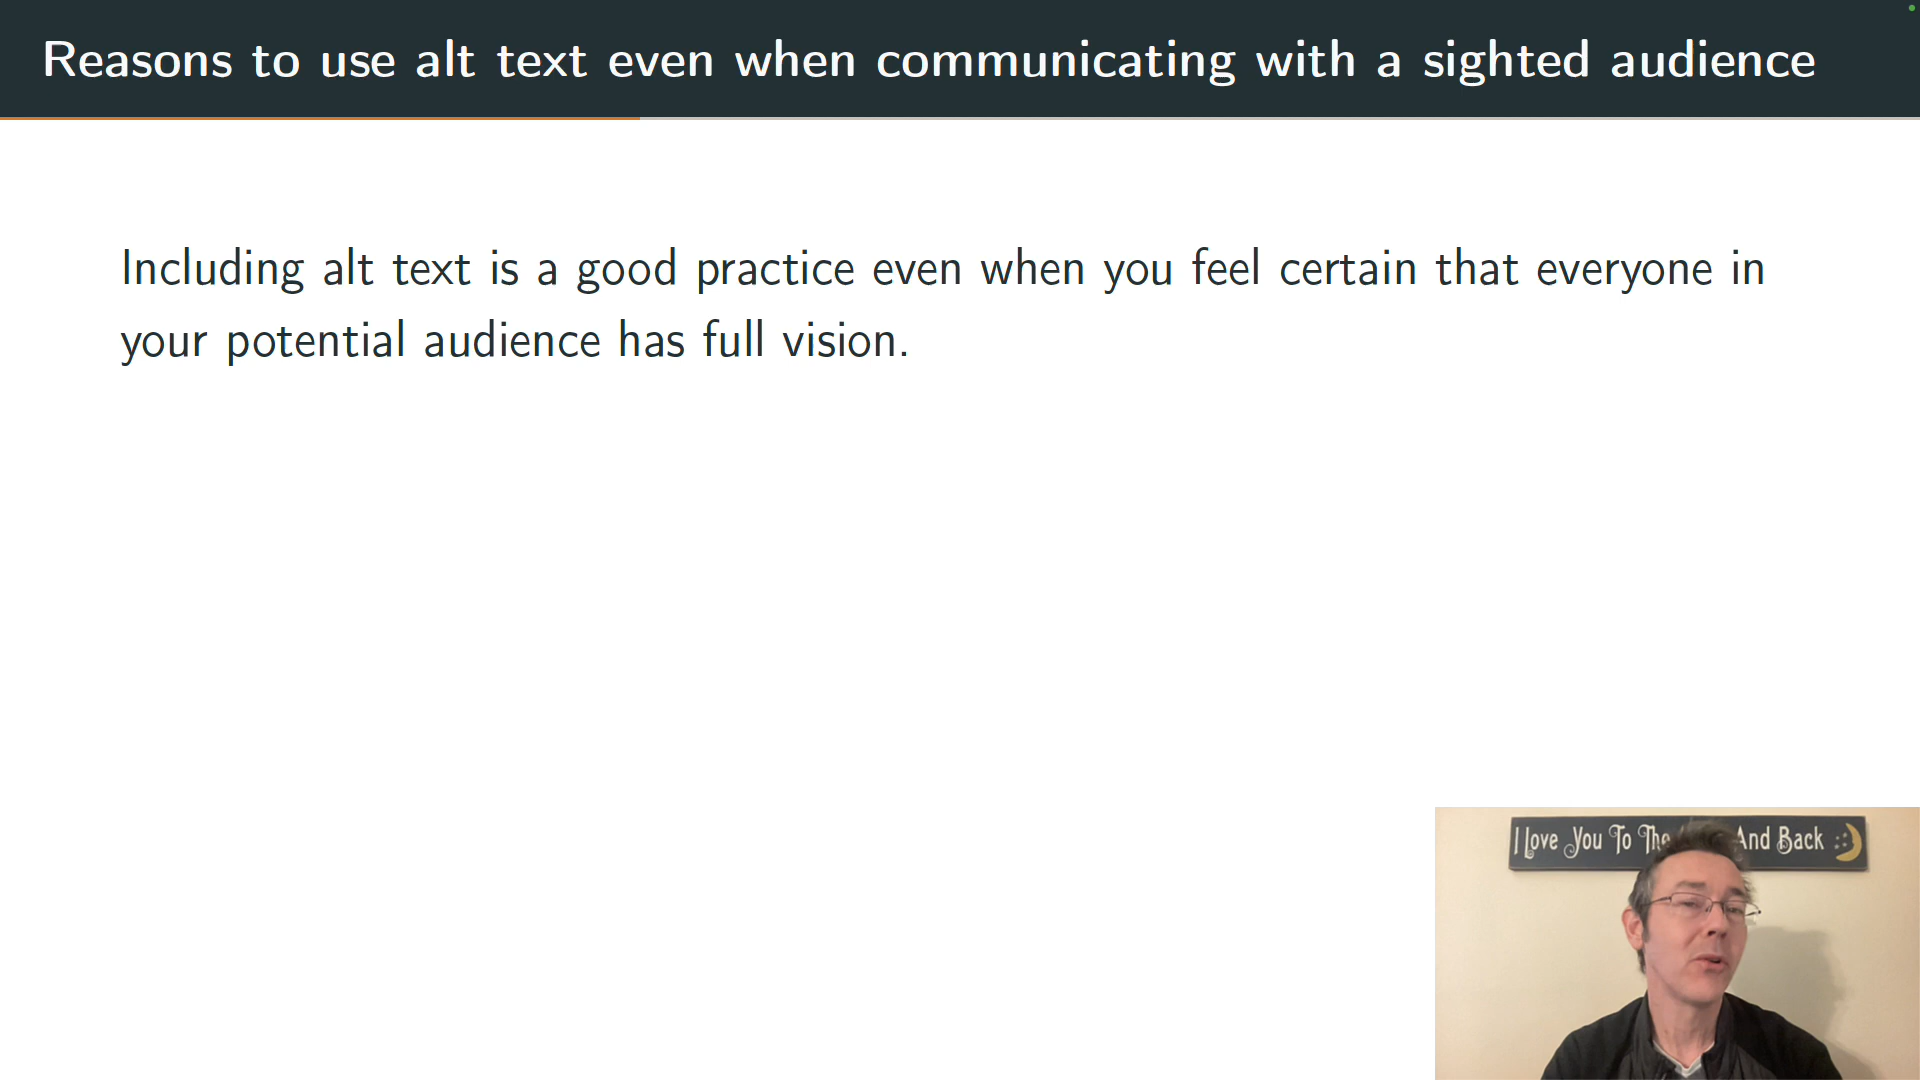 Reasons to use alt text even when communicating with a sighted audience
Including alt text is a good practice even when you feel certain that everyone in
your potential audience has full vision.
I love You To The And Back